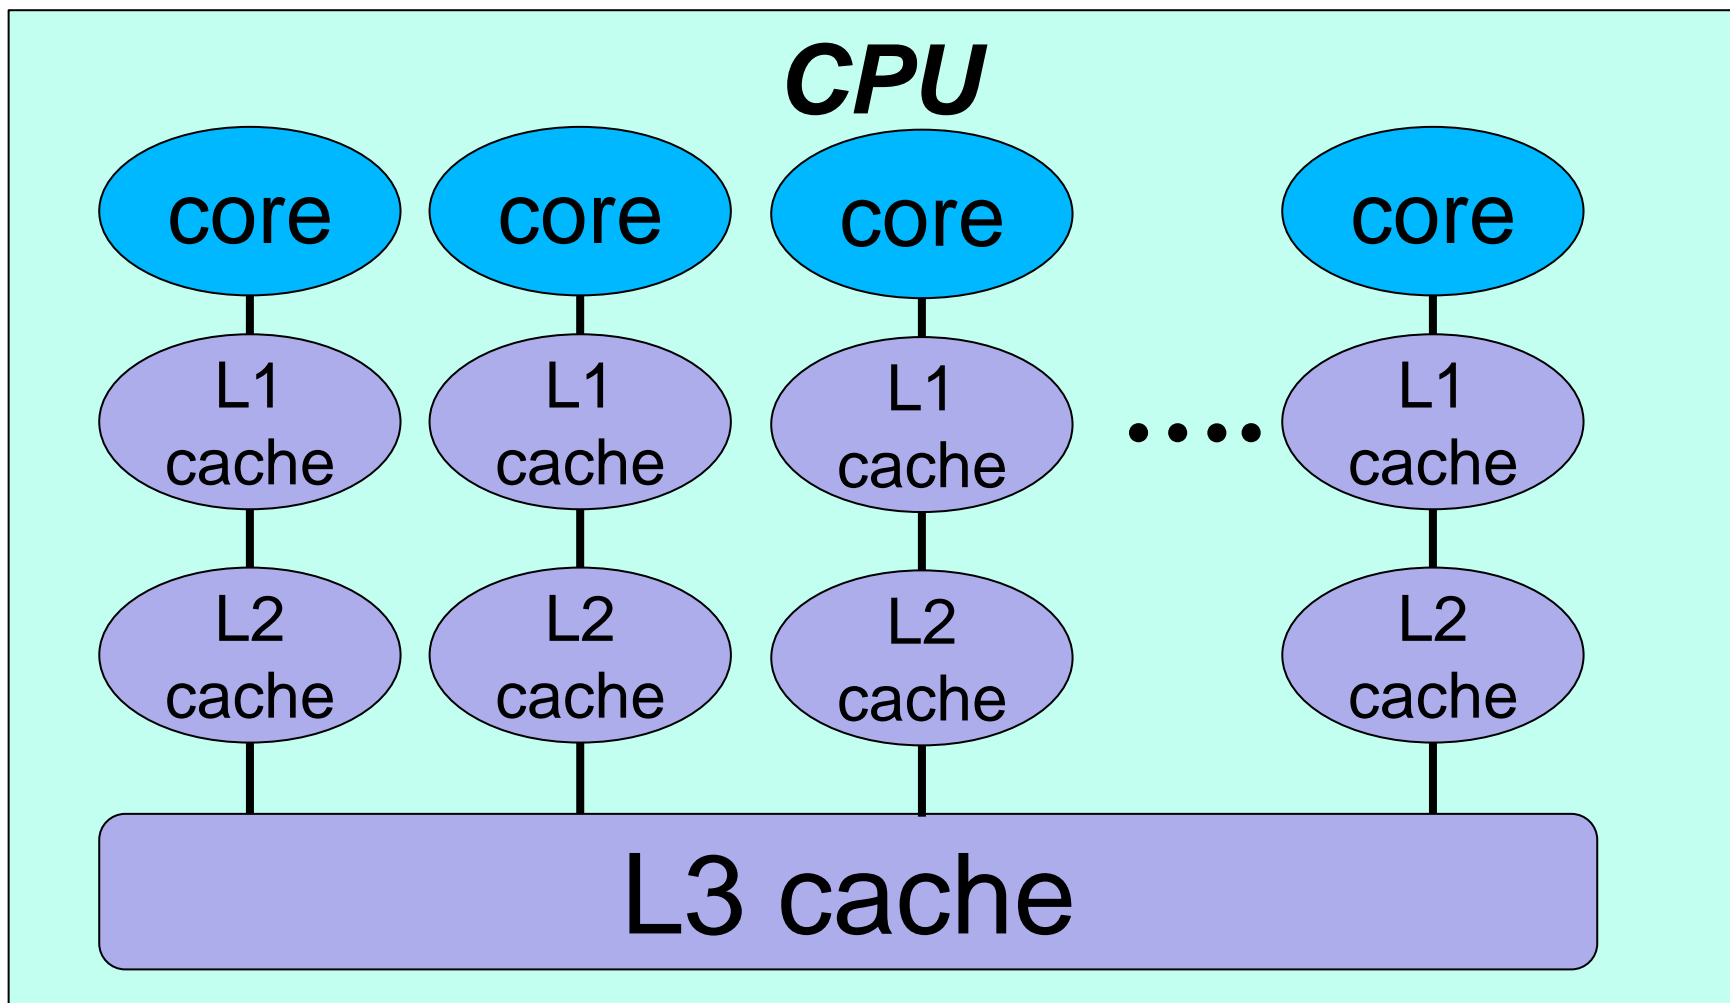 CPU
core core core core
L1 L1 L1 L1
cache cache cache •••• cache
L2 L2 L2 L2
cache cache cache cache
L3 cache